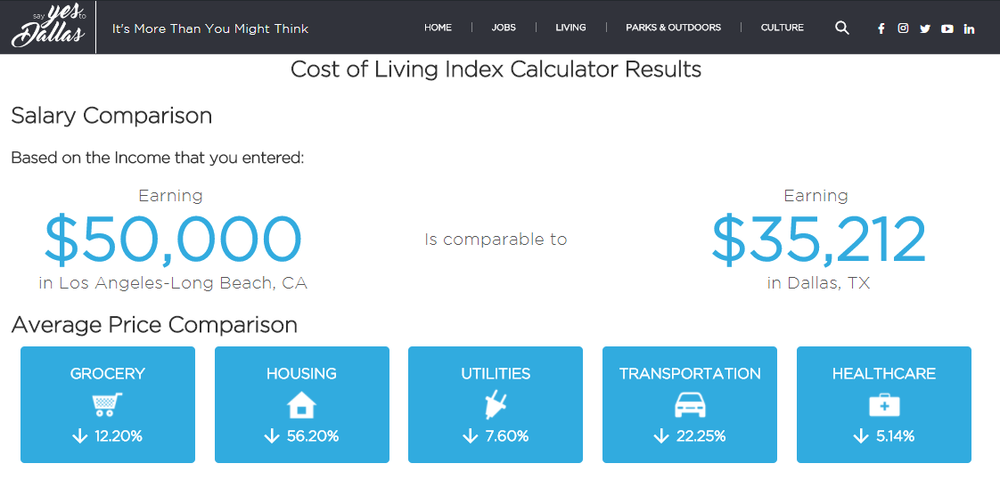 say yes to
Dallas
It's More Than You Might Think
HOME
JOBS
LIVING
PARKS & OUTDOORS
CULTURE
Cost of Living Index Calculator Results
Salary Comparison
Based on the Income that you entered:
Earning
$50,000
in Los Angeles-Long Beach, CA
Is comparable to
Earning
$35,212
in Dallas, TX
Average Price Comparison
GROCERY
12.20%
HOUSING
56.20%
UTILITIES
7.60%
TRANSPORTATION
22.25%
HEALTHCARE
5.14%